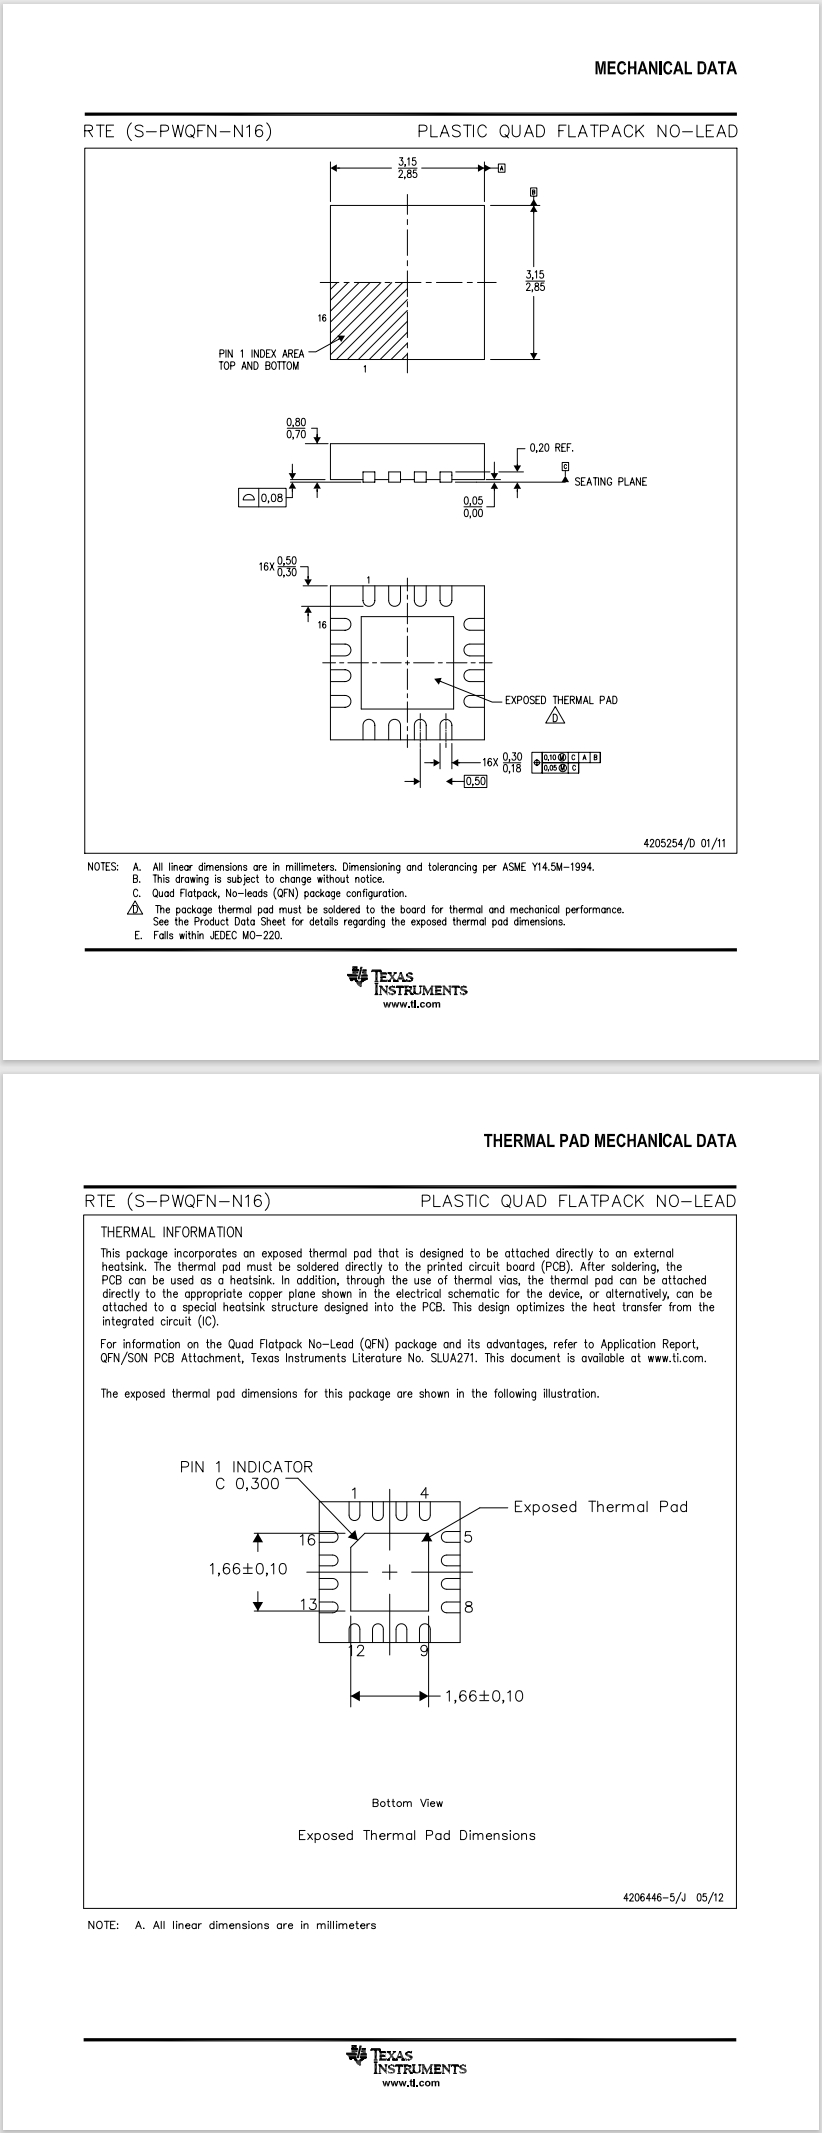 MECHANICAL DATA
RTE (S-PWQFN-N16) PLASTIC QUAD FLATPACK NO-LEAD
3,15
2,85
A
B
3,15
2,85
16
PIN 1 INDEX AREA
TOP AND BOTTOM
1
0,80
0,70
0,20 REF.
C
SEATING PLANE
0,08
0,05
0,00
16X 0,50
0,30
1
16
EXPOSED THERMAL PAD
D
16X 0,30
0,18
0,10 Ⓜ C A B
0,05 Ⓜ C
0,50
4205254/D 01/11
NOTES: A. All linear dimensions are in millimeters. Dimensioning and tolerancing per ASME Y14.5M-1994.
B. This drawing is subject to change without notice.
C. Quad Flatpack, No-leads (QFN) package configuration.
D The package thermal pad must be soldered to the board for thermal and mechanical performance.
See the Product Data Sheet for details regarding the exposed thermal pad dimensions.
E. Falls within JEDEC MO-220.
TEXAS
INSTRUMENTS
www.ti.com
THERMAL PAD MECHANICAL DATA
RTE (S-PWQFN-N16) PLASTIC QUAD FLATPACK NO-LEAD
THERMAL INFORMATION
This package incorporates an exposed thermal pad that is designed to be attached directly to an external
heatsink. The thermal pad must be soldered directly to the printed circuit board (PCB). After soldering, the
PCB can be used as a heatsink. In addition, through the use of thermal vias, the thermal pad can be attached
directly to the appropriate copper plane shown in the electrical schematic for the device, or alternatively, can be
attached to a special heatsink structure designed into the PCB. This design optimizes the heat transfer from the
integrated circuit (IC).
For information on the Quad Flatpack No-Lead (QFN) package and its advantages, refer to Application Report,
QFN/SON PCB Attachment, Texas Instruments Literature No. SLUA271. This document is available at www.ti.com.
The exposed thermal pad dimensions for this package are shown in the following illustration.
PIN 1 INDICATOR
C 0,300
1 4
Exposed Thermal Pad
16 5
1,66±0,10
13 8
12 9
1,66±0,10
Bottom View
Exposed Thermal Pad Dimensions
4206446-5/J 05/12
NOTE: A. All linear dimensions are in millimeters
TEXAS
INSTRUMENTS
www.ti.com